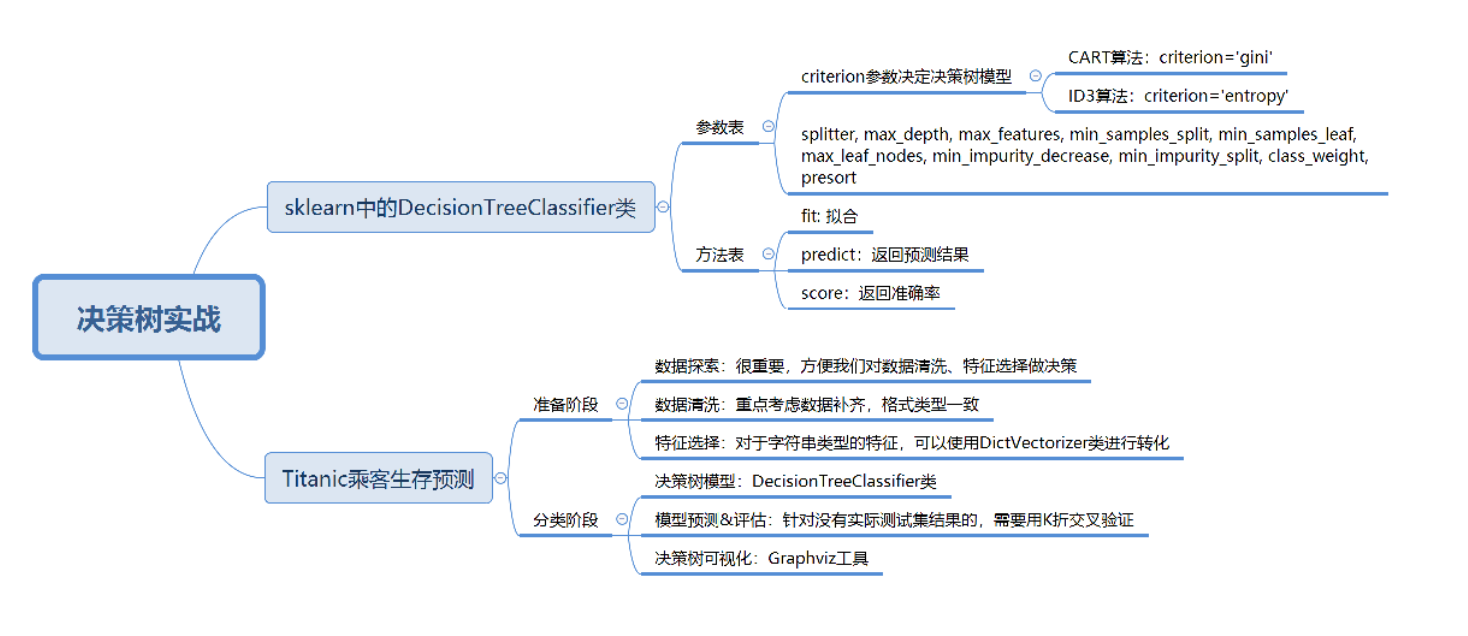 决策树实战
sklearn中的DecisionTreeClassifier类
参数表
criterion参数决定决策树模型
CART算法：criterion='gini'
ID3算法：criterion='entropy'
splitter, max_depth, max_features, min_samples_split, min_samples_leaf,
max_leaf_nodes, min_impurity_decrease, min_impurity_split, class_weight,
presort
方法表
fit: 拟合
predict：返回预测结果
score：返回准确率
Titanic乘客生存预测
准备阶段
数据探索：很重要，方便我们对数据清洗、特征选择做决策
数据清洗：重点考虑数据补齐，格式类型一致
特征选择：对于字符串类型的特征，可以使用DictVectorizer类进行转化
分类阶段
决策树模型：DecisionTreeClassifier类
模型预测&评估：针对没有实际测试集结果的，需要用K折交叉验证
决策树可视化：Graphviz工具